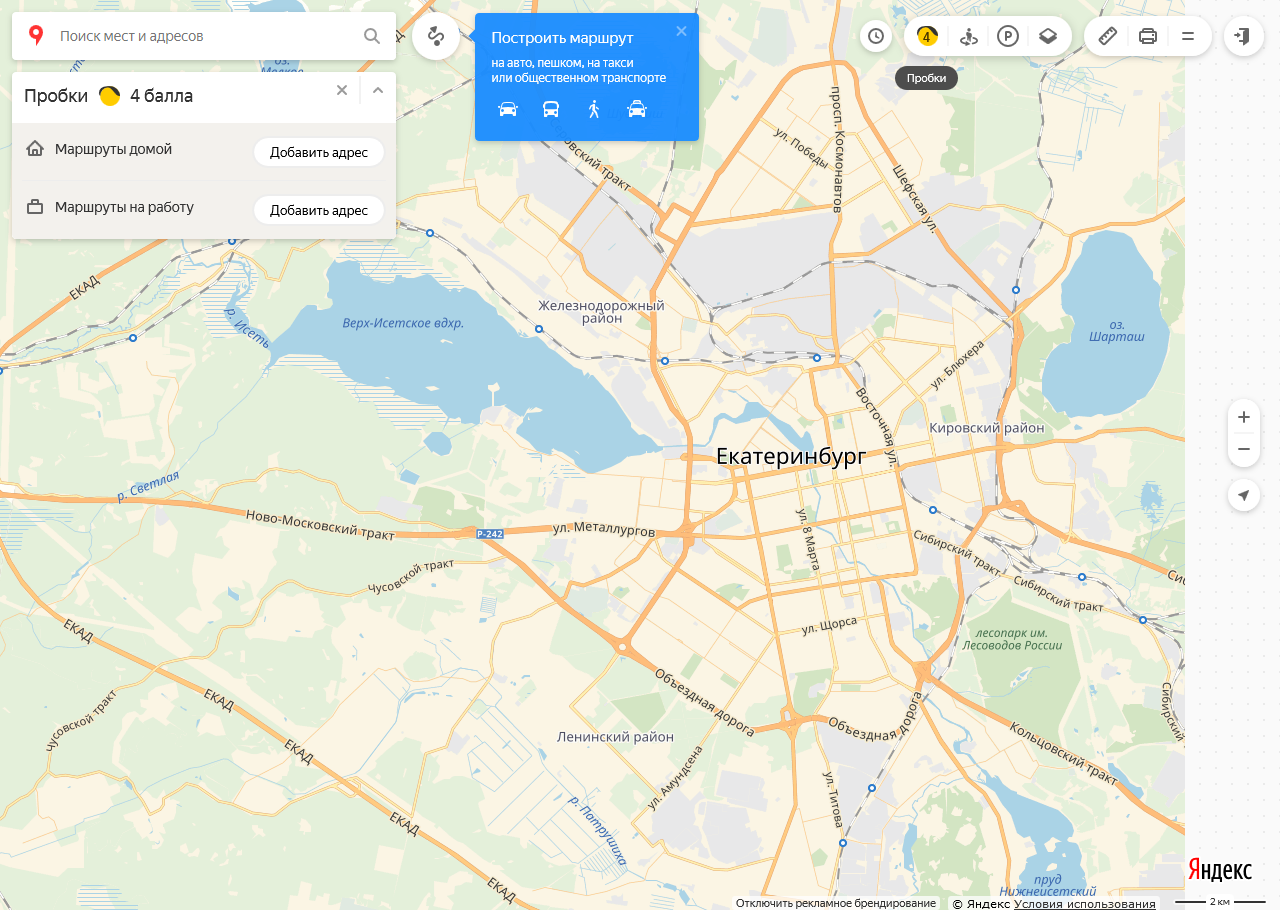 Поиск мест и адресов
Построить маршрут
на авто, пешком, на такси
или общественном транспорте
4
P
Пробки
Пробки 4 балла
Маршруты домой
Добавить адрес
Маршруты на работу
Добавить адрес
просп. Космонавтов
ул. Победы
Шефская ул.
ЕКАД
р. Исеть
Верх-Исетское вдхр.
Железнодорожный
район
оз.
Шарташ
ул. Блюхера
Восточная ул.
Кировский район
Екатеринбург
р. Светлая
Ново-Московский тракт
Р-242
ул. Металлургов
ул. 8 Марта
Сибирский тракт
Сибирский тракт
Чусовской тракт
ЕКАД
ул. Щорса
лесопарк им.
Лесоводов России
ЕКАД
Чусовской тракт
Объездная дорога
Объездная дорога
Сибирский
ЕКАД
Ленинский район
Кольцовский тракт
ул. Амундсена
ул. Титова
р. Патрушиха
ЕКАД
ЕКАД
пруд
Нижнеисетский
Яндекс
Отключить рекламное брендирование
© Яндекс Условия использования
2 км